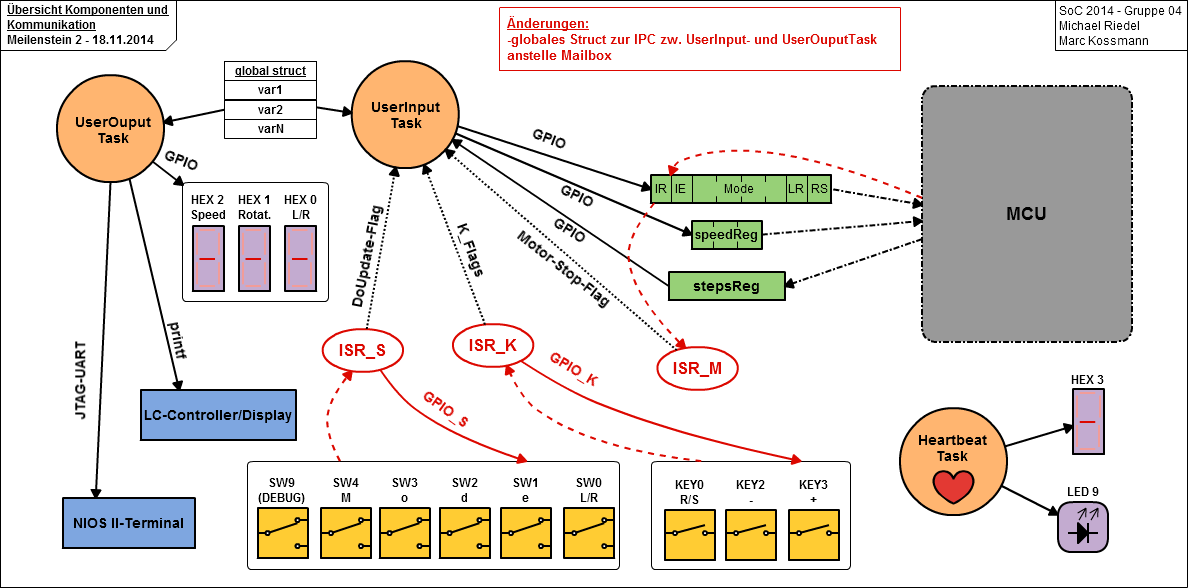 Übersicht Komponenten und
Kommunikation
Meilenstein 2 - 18.11.2014
Änderungen:
-globales Struct zur IPC zw. UserInput- und UserOuputTask
anstelle Mailbox
SoC 2014 - Gruppe 04
Michael Riedel
Marc Kossmann
global struct
var1
var2
varN
UserOuput
Task
UserInput
Task
GPIO
GPIO
GPIO
GPIO
IR IE Mode LR RS
speedReg
stepsReg
MCU
HEX 2
Speed
HEX 1
Rotat.
HEX 0
L/R
DoUpdate-Flag
K_Flags
Motor-Stop-Flag
JTAG-UART
printf
ISR_S
ISR_K
ISR_M
GPIO_S
GPIO_K
LC-Controller/Display
NIOS II-Terminal
SW9
(DEBUG)
SW4
M
SW3
o
SW2
d
SW1
e
SW0
L/R
KEY0
R/S
KEY2
-
KEY3
+
Heartbeat
Task
HEX 3
LED 9